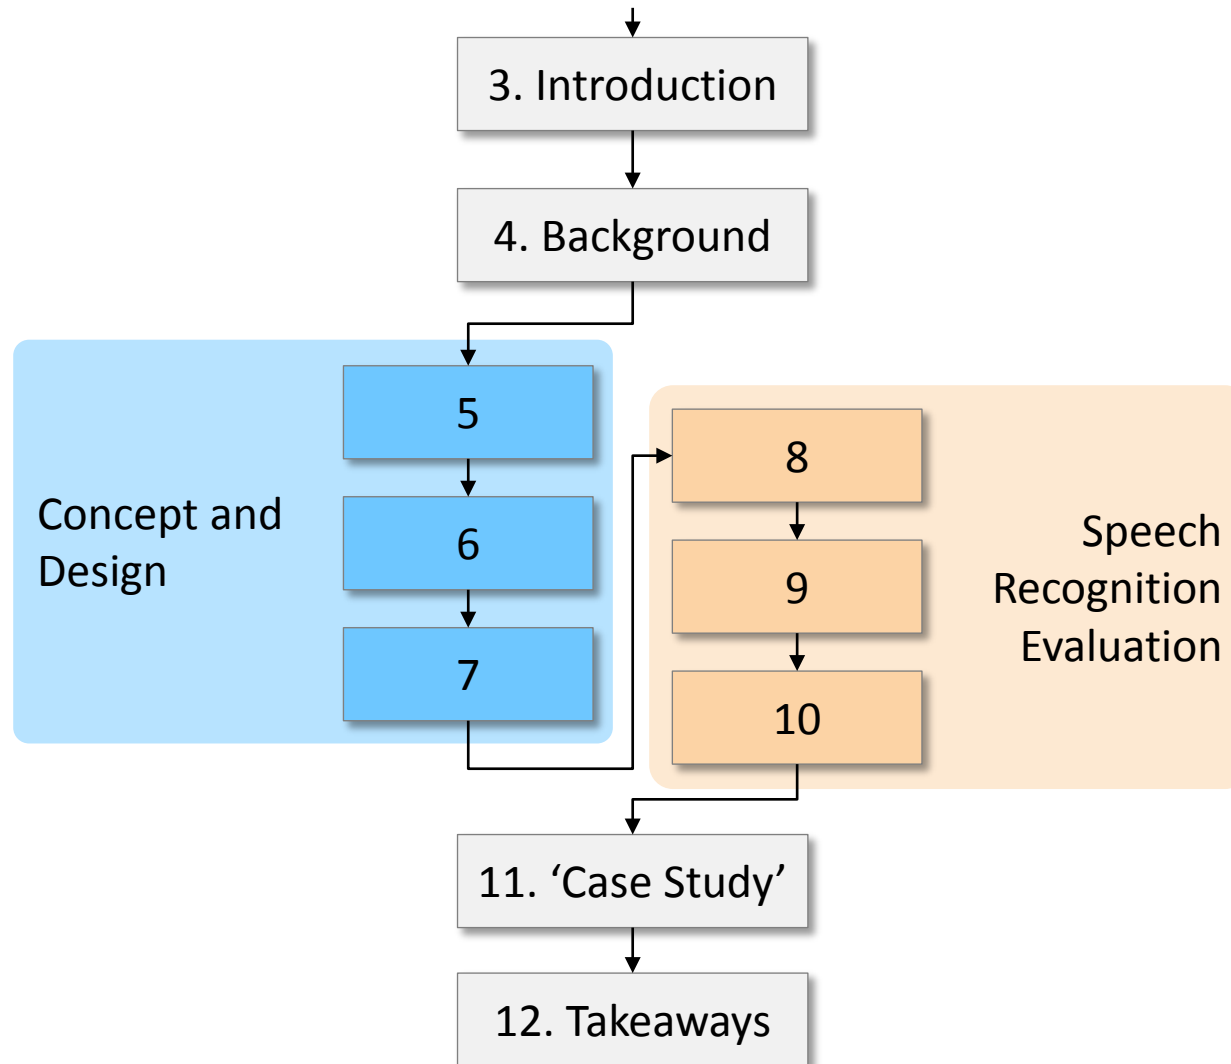 3. Introduction
4. Background
Concept and
Design
5
6
7
8
9
10
Speech
Recognition
Evaluation
11. ‘Case Study’
12. Takeaways